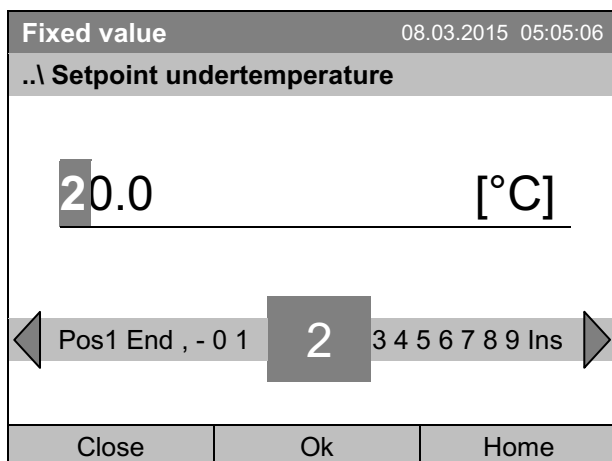 Fixed value 08.03.2015 05:05:06
..\ Setpoint undertemperature
20.0 [°C]
Pos1 End , - 0 1 2 3 4 5 6 7 8 9 Ins
Close Ok Home